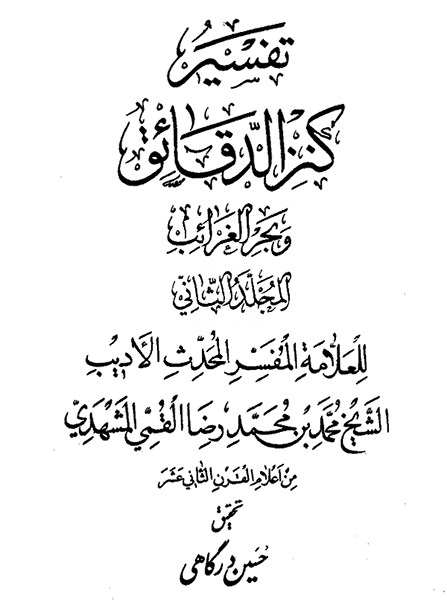 تفسير
كنز الدقائق
وبحر الغرائب
المجلد الثاني
للعلامة المفسر المحدث الأديب
الشيخ محمد بن محمد رضا القمي المشهدي
من أعلام القرن الثاني عشر
تحقيق
حسين درگاهی